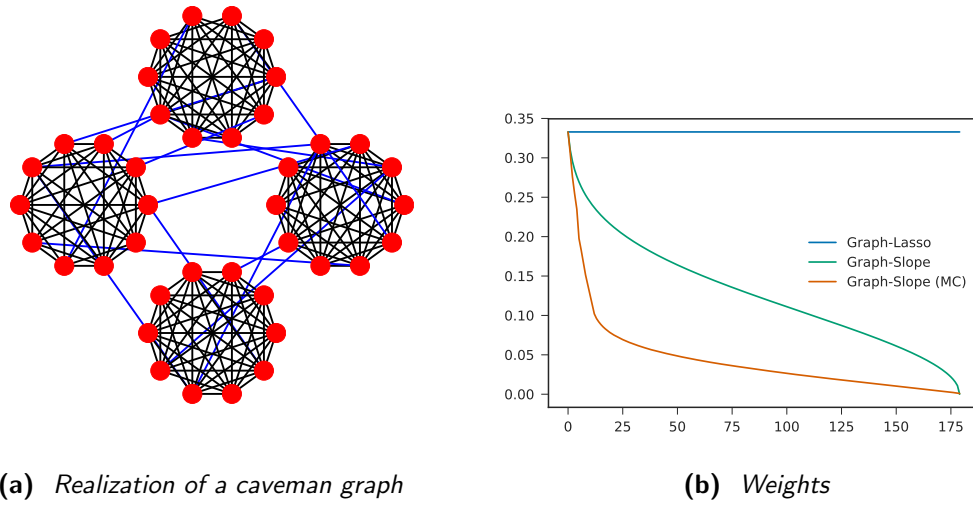 0.35
0.30
0.25
0.20
0.15
0.10
0.05
0.00
Graph-Lasso
Graph-Slope
Graph-Slope (MC)
0 25 50 75 100 125 150 175
(a) Realization of a caveman graph
(b) Weights